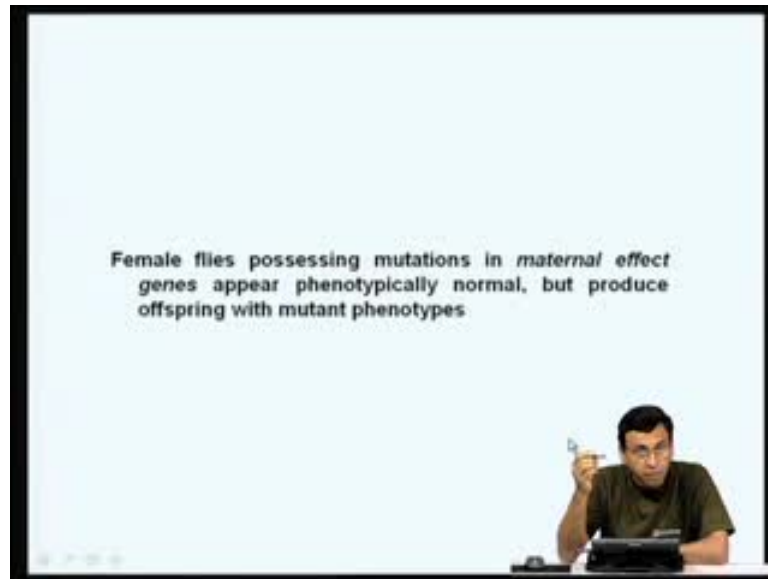 Female flies possessing mutations in maternal effect
genes appear phenotypically normal, but produce
offspring with mutant phenotypes